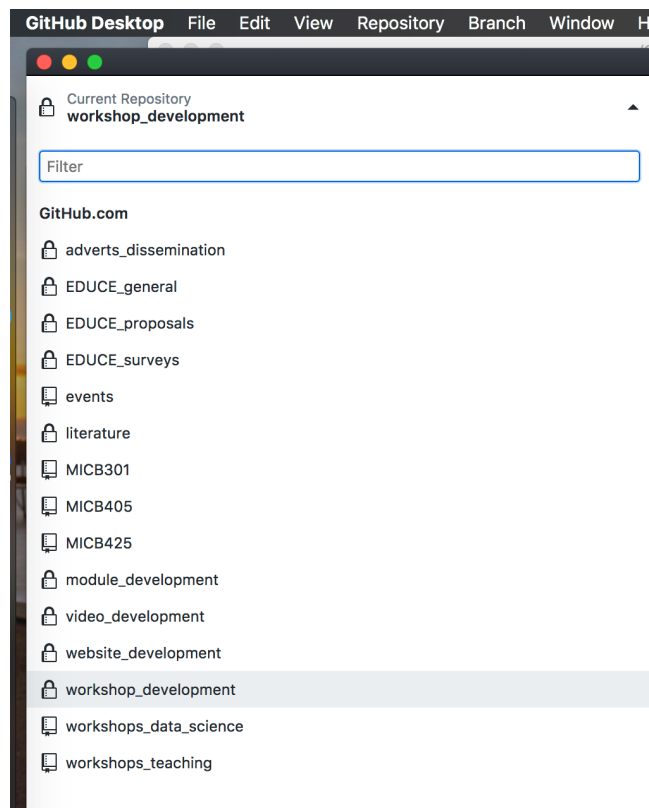 GitHub Desktop File Edit View Repository Branch Window H
Current Repository
workshop_development
Filter
GitHub.com
adverts_dissemination
EDUCE_general
EDUCE_proposals
EDUCE_surveys
events
literature
MICB301
MICB405
MICB425
module_development
video_development
website_development
workshop_development
workshops_data_science
workshops_teaching